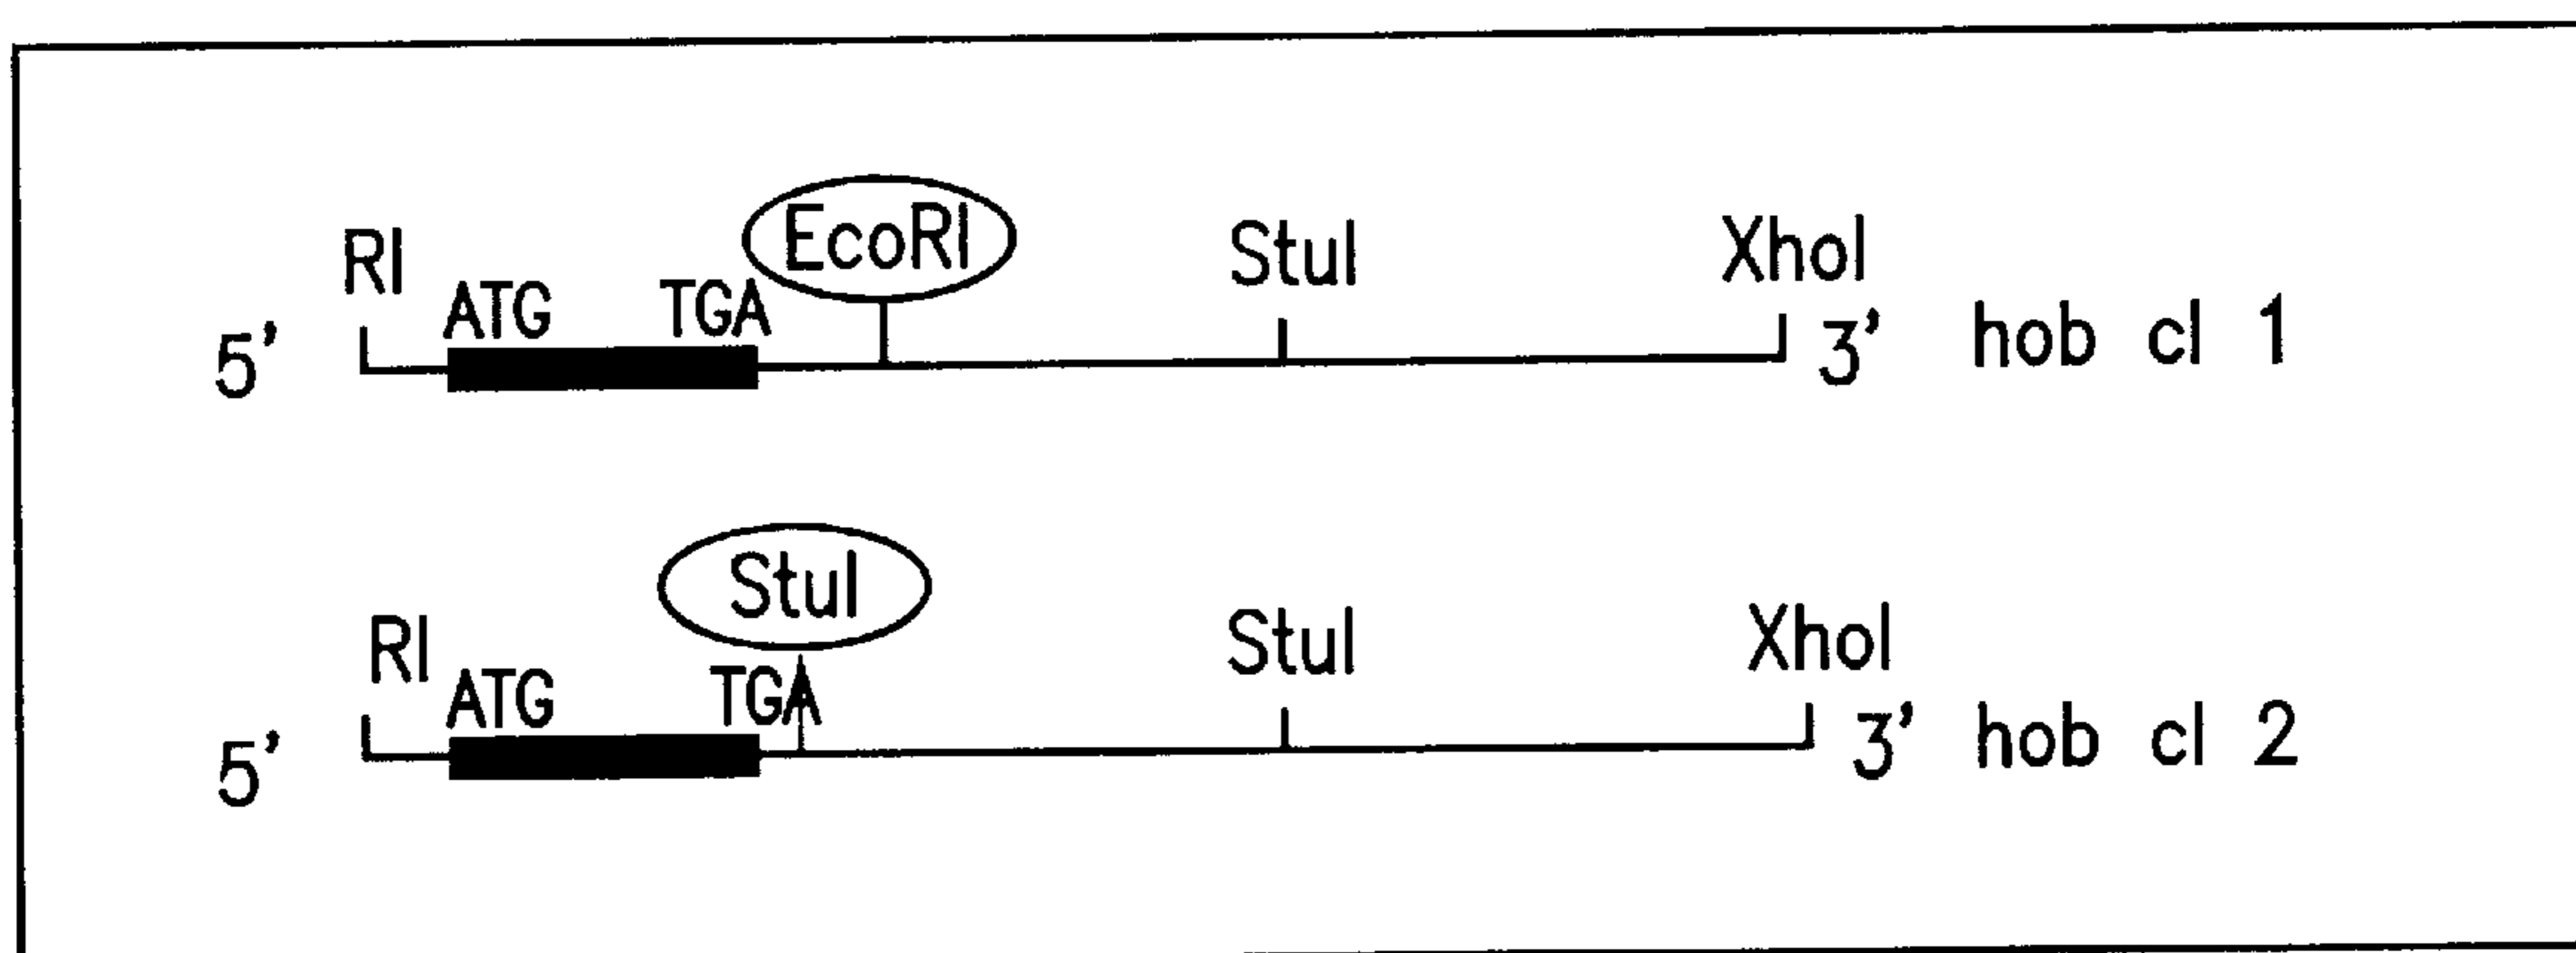 EcoRI
RI StuI XhoI
ATG TGA
5' 3' hob cl 1
StuI
RI StuI XhoI
ATG TGA
5' 3' hob cl 2